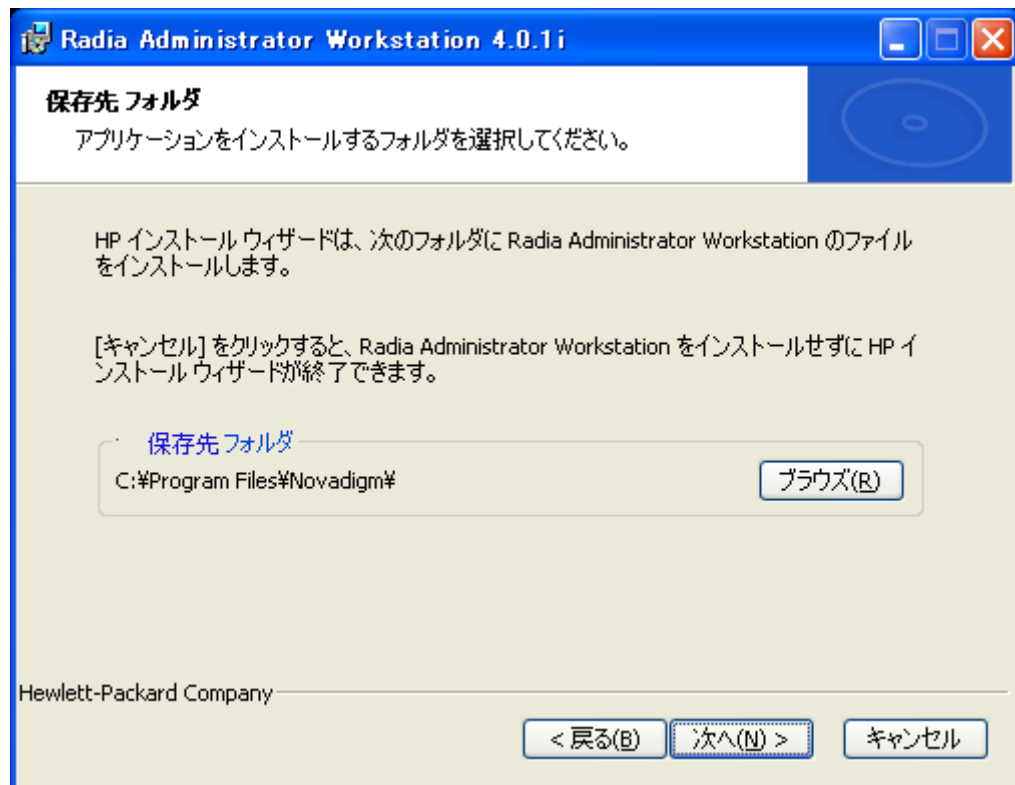 Radia Administrator Workstation 4.0.1i
保存先 フォルダ
アプリケーションをインストールするフォルダを選択してください。
HP インストール ウィザードは、次のフォルダに Radia Administrator Workstation のファイル
をインストールします。
[キャンセル] をクリックすると、Radia Administrator Workstation をインストールせずに HP イ
ンストール ウィザードが終了できます。
保存先 フォルダ
C:¥Program Files¥Novadigm¥
ブラウズ(R)
Hewlett-Packard Company
< 戻る(B)
次へ(N) >
キャンセル